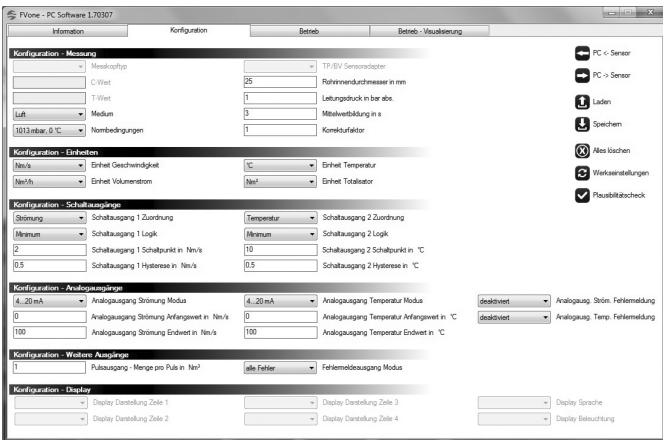 FVone - PC Software 1.70307
Information Konfiguration Betrieb Betrieb - Visualisierung
Konfiguration - Messung
Messkopftyp TP/BV Sensoradapter
C-Wert 25 Rohrinnendurchmesser in mm
T-Wert 1 Leitungsdruck in bar abs.
Luft Medium 3 Mittelwertbildung in s
1013 mbar, 0 °C Normbedingungen 1 Korrekturfaktor
Konfiguration - Einheiten
Nm/s Einheit Geschwindigkeit °C Einheit Temperatur
Nm³/h Einheit Volumenstrom Nm³ Einheit Totalisator
Konfiguration - Schaltausgänge
Strömung Schaltausgang 1 Zuordnung Temperatur Schaltausgang 2 Zuordnung
Minimum Schaltausgang 1 Logik Minimum Schaltausgang 2 Logik
2 Schaltausgang 1 Schaltpunkt in Nm/s 10 Schaltausgang 2 Schaltpunkt in °C
0.5 Schaltausgang 1 Hysterese in Nm/s 0.5 Schaltausgang 2 Hysterese in °C
Konfiguration - Analogausgänge
4...20 mA Analogausgang Strömung Modus 4...20 mA Analogausgang Temperatur Modus deaktiviert Analogausg. Ström. Fehlermeldung
0 Analogausgang Strömung Anfangswert in Nm/s 0 Analogausgang Temperatur Anfangswert in °C deaktiviert Analogausg. Temp. Fehlermeldung
100 Analogausgang Strömung Endwert in Nm/s 100 Analogausgang Temperatur Endwert in °C
Konfiguration - Weitere Ausgänge
1 Pulsausgang - Menge pro Puls in Nm³ alle Fehler Fehlermeldeausgang Modus
Konfiguration - Display
Display Darstellung Zeile 1 Display Darstellung Zeile 3 Display Sprache
Display Darstellung Zeile 2 Display Darstellung Zeile 4 Display Beleuchtung
PC <- Sensor
PC -> Sensor
Laden
Speichern
Alles löschen
Werkseinstellungen
Plausibilitätscheck